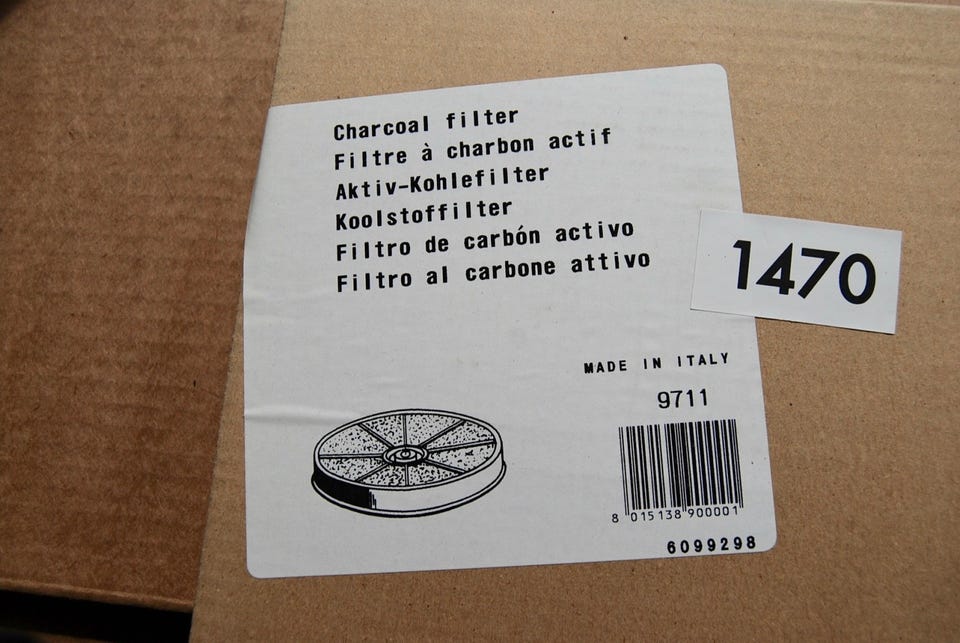 Charcoal filter
Filtre à charbon actif
Aktiv-Kohlefilter
Koolstoffilter
Filtro de carbón activo
Filtro al carbone attivo
1470
MADE IN ITALY
9711
8 015138 900001
6099298